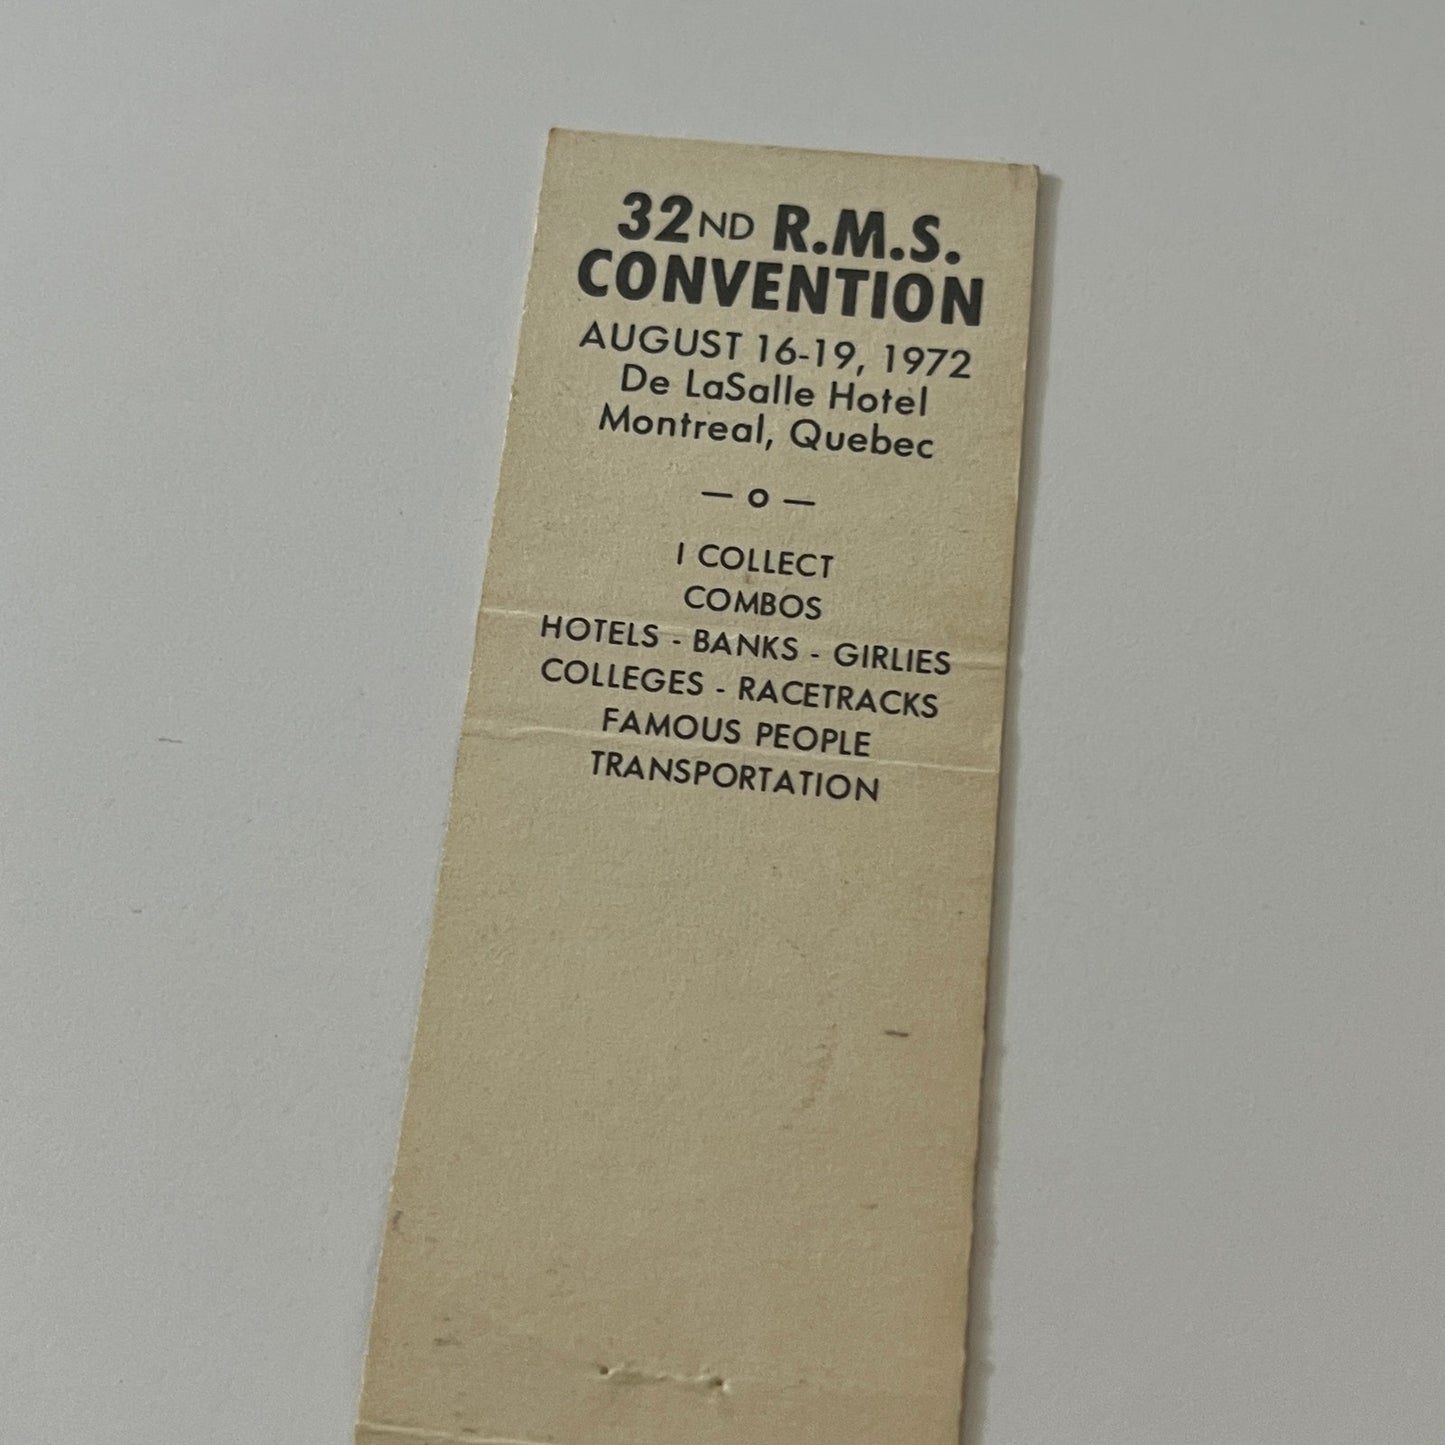 32ND R.M.S.
CONVENTION
AUGUST 16-19, 1972
De LaSalle Hotel
Montreal, Quebec
— o —
I COLLECT
COMBOS
HOTELS - BANKS - GIRLIES
COLLEGES - RACETRACKS
FAMOUS PEOPLE
TRANSPORTATION